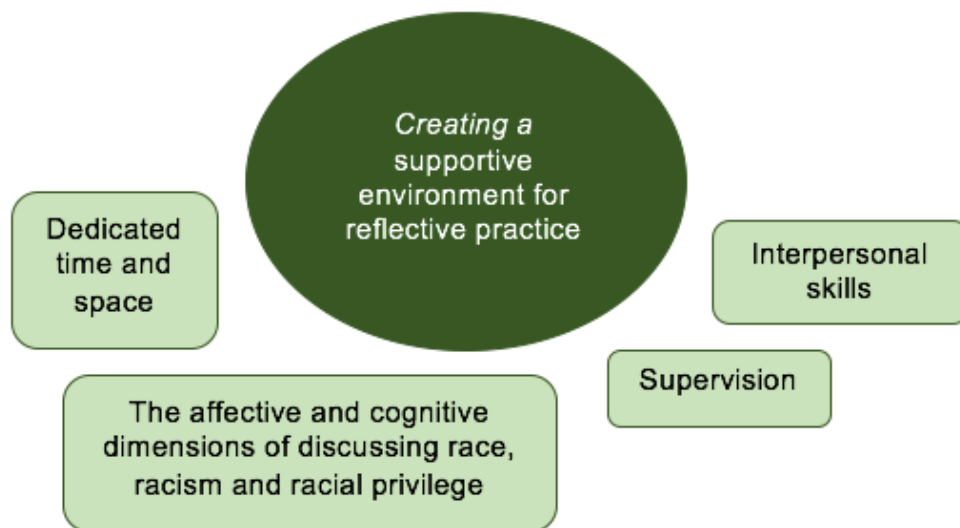 Creating a
supportive
environment for
reflective practice
Dedicated
time and
space
Interpersonal
skills
Supervision
The affective and cognitive
dimensions of discussing race,
racism and racial privilege